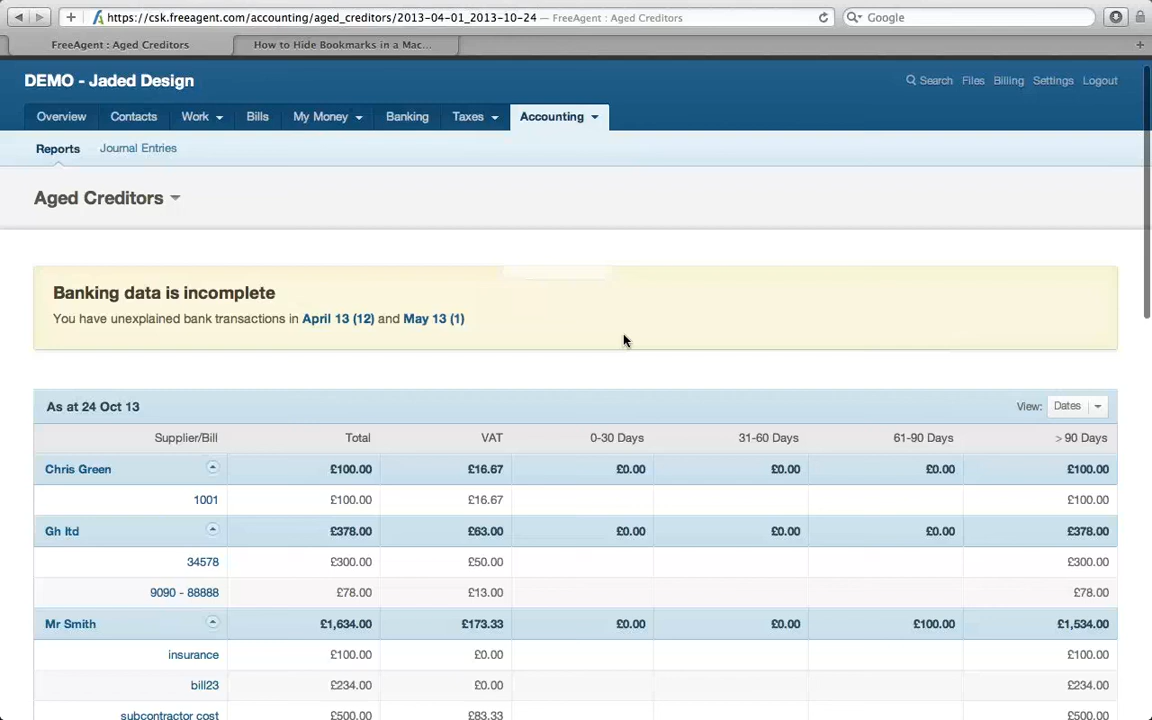 https://csk.freeagent.com/accounting/aged_creditors/2013-04-01_2013-10-24 — FreeAgent : Aged Creditors
Google
FreeAgent : Aged Creditors
How to Hide Bookmarks in a Mac...
DEMO - Jaded Design
Search Files Billing Settings Logout
Overview Contacts Work Bills My Money Banking Taxes Accounting
Reports Journal Entries
Aged Creditors
Banking data is incomplete
You have unexplained bank transactions in April 13 (12) and May 13 (1)
As at 24 Oct 13 View: Dates
Supplier/Bill Total VAT 0-30 Days 31-60 Days 61-90 Days > 90 Days
Chris Green £100.00 £16.67 £0.00 £0.00 £0.00 £100.00
1001 £100.00 £16.67 £100.00
Gh ltd £378.00 £63.00 £0.00 £0.00 £0.00 £378.00
34578 £300.00 £50.00 £300.00
9090 - 88888 £78.00 £13.00 £78.00
Mr Smith £1,634.00 £173.33 £0.00 £0.00 £100.00 £1,534.00
insurance £100.00 £0.00 £100.00
bill23 £234.00 £0.00 £234.00
subcontractor cost £500.00 £83.33 £500.00